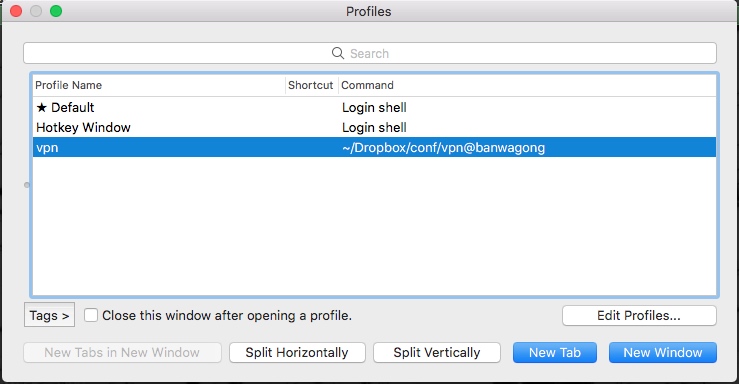 Profiles
Search
Profile Name Shortcut Command
★ Default Login shell
Hotkey Window Login shell
vpn ~/Dropbox/conf/vpn@banwagong
Tags > Close this window after opening a profile. Edit Profiles...
New Tabs in New Window Split Horizontally Split Vertically New Tab New Window